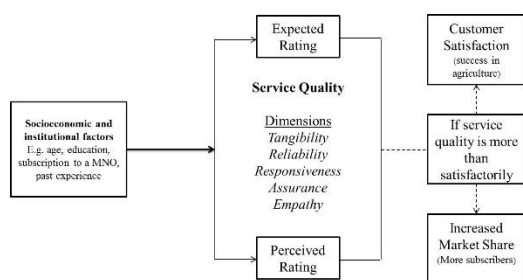 Socioeconomic and
institutional factors
E.g. age, education,
subscription to a MNO,
past experience
Expected
Rating
Service Quality
Dimensions
Tangibility
Reliability
Responsiveness
Assurance
Empathy
Perceived
Rating
Customer
Satisfaction
(success in
agriculture)
If service
quality is more
than
satisfactorily
Increased
Market Share
(More subscribers)